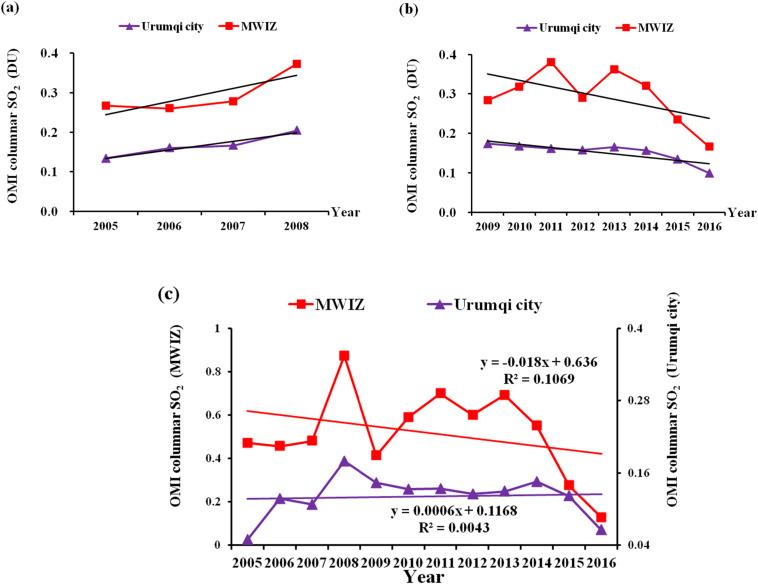 (a)
Urumqi city MWIZ
OMI columnar SO2 (DU)
0.4
0.3
0.2
0.1
0.0
2005 2006 2007 2008
Year
(b)
Urumqi city MWIZ
OMI columnar SO2 (DU)
0.4
0.3
0.2
0.1
0.0
2009 2010 2011 2012 2013 2014 2015 2016
Year
(c)
MWIZ Urumqi city
OMI columnar SO2 (MWIZ)
1
0.8
0.6
0.4
0.2
0
y = -0.018x + 0.636
R² = 0.1069
y = 0.0006x + 0.1168
R² = 0.0043
0.4
0.28
0.16
0.04
OMI columnar SO2 (Urumqi city)
2005 2006 2007 2008 2009 2010 2011 2012 2013 2014 2015 2016
Year